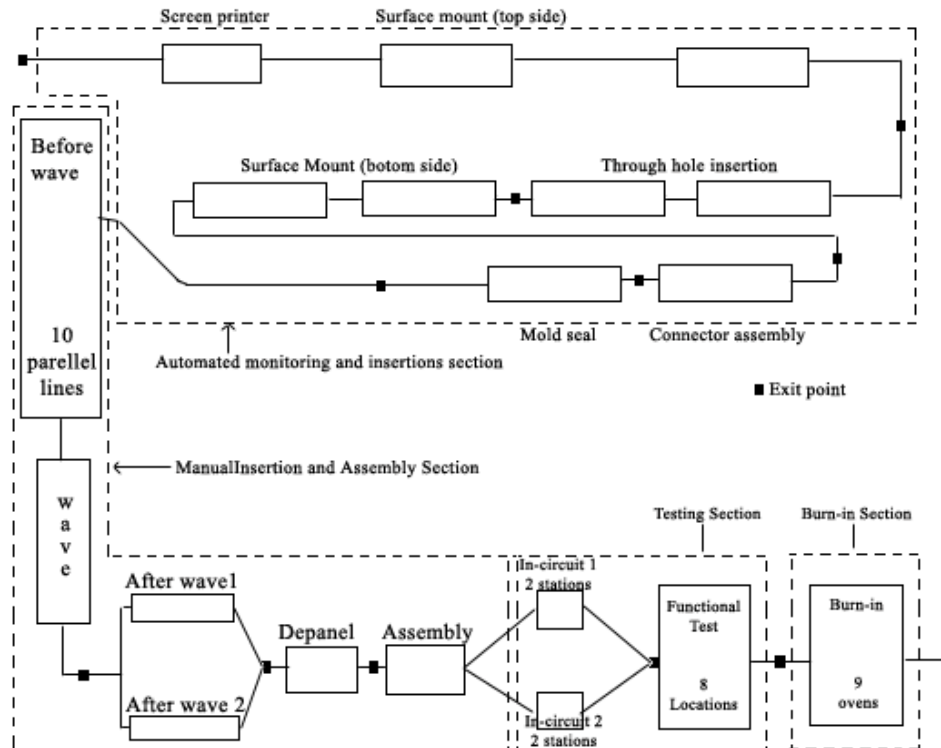 Screen printer
Surface mount (top side)
Before
wave
Surface Mount (botom side)
Through hole insertion
10
parellel
lines
Mold seal
Connector assembly
Automated monitoring and insertions section
Exit point
ManualInsertion and Assembly Section
w
a
v
e
Testing Section
Burn-in Section
After wave1
In-circuit 1
2 stations
Functional
Test
Burn-in
Depanel
Assembly
8
Locations
9
ovens
After wave 2
In-circuit 2
2 stations